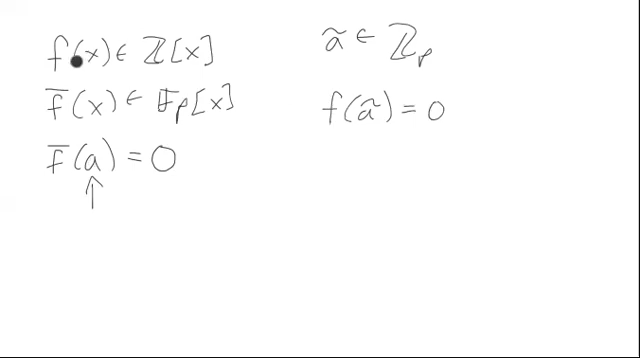 f(x) ∈ ℤ[x]
f̅(x) ∈ 𝔽ₚ[x]
f̅(a) = 0
↑
ã ∈ ℤₚ
f(ã) = 0